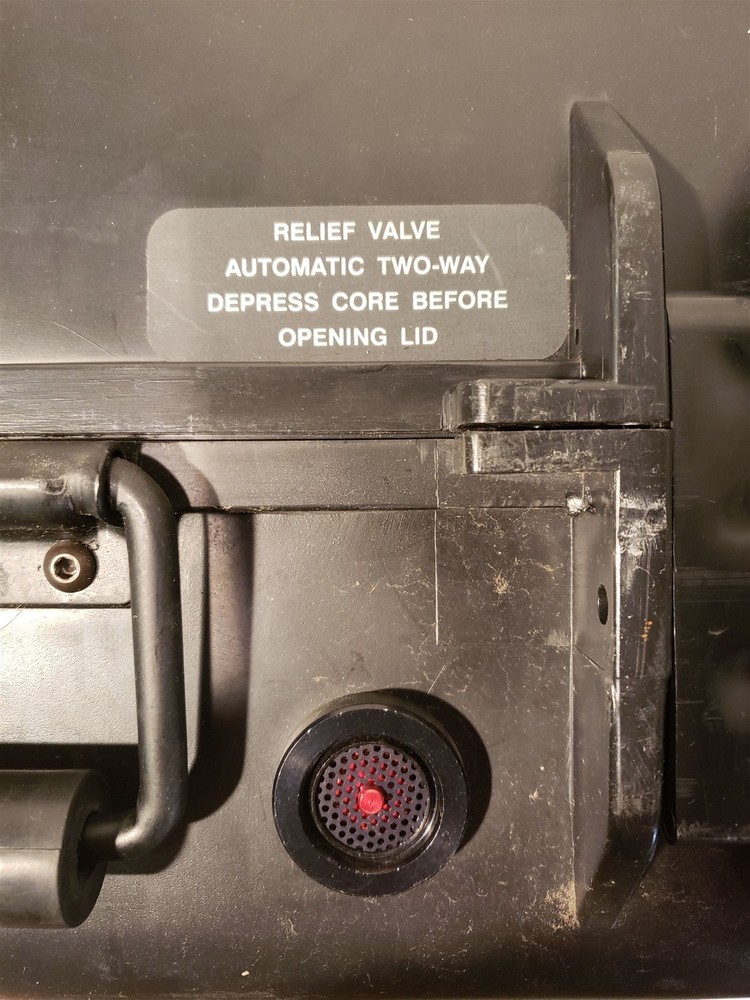 RELIEF VALVE
AUTOMATIC TWO-WAY
DEPRESS CORE BEFORE
OPENING LID